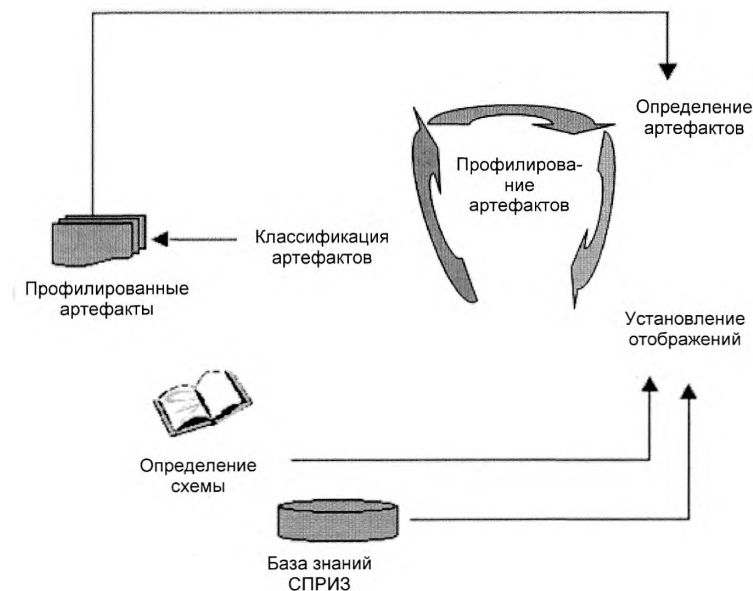 Определение
артефактов
Профилирова-
ние
артефактов
Классификация
артефактов
Профилированные
артефакты
Установление
отображений
Определение
схемы
База знаний
СПРИЗ